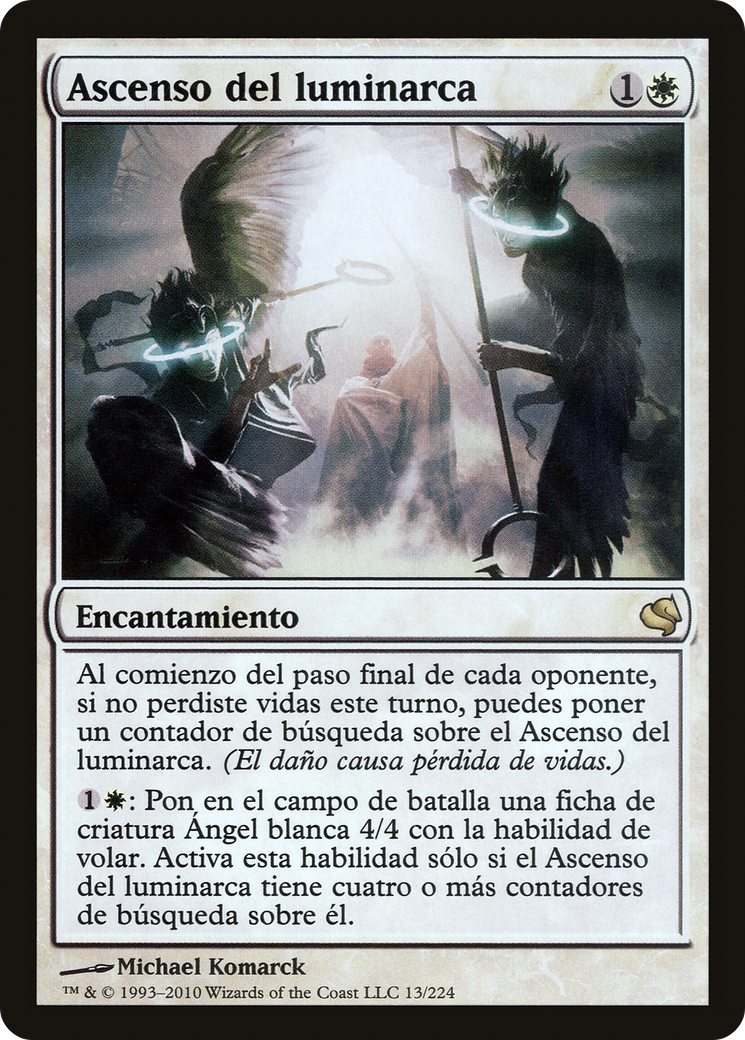 Ascenso del luminarca 1
Encantamiento
Al comienzo del paso final de cada oponente,
si no perdiste vidas este turno, puedes poner
un contador de búsqueda sobre el Ascenso del
luminarca. (El daño causa pérdida de vidas.)
1 : Pon en el campo de batalla una ficha de
criatura Ángel blanca 4/4 con la habilidad de
volar. Activa esta habilidad sólo si el Ascenso
del luminarca tiene cuatro o más contadores
de búsqueda sobre él.
Michael Komarck
™ & © 1993–2010 Wizards of the Coast LLC 13/224